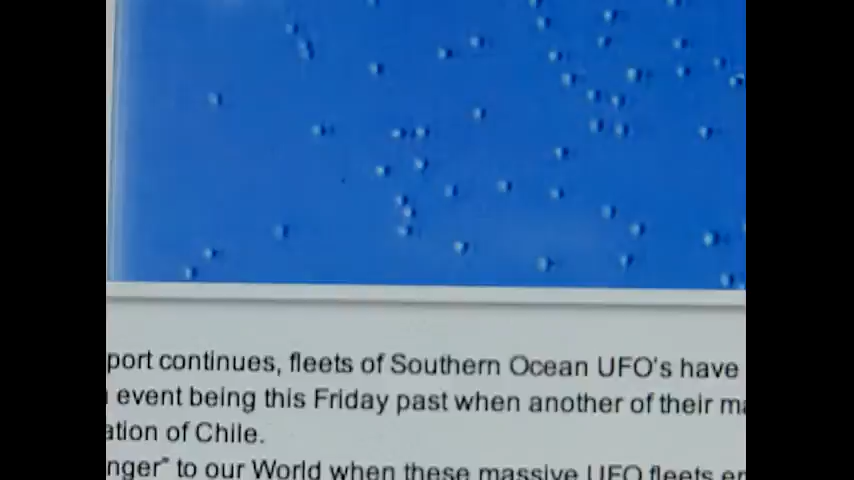 port continues, fleets of Southern Ocean UFO's have
event being this Friday past when another of their
ation of Chile.
nger" to our World when these massive UFO fleets